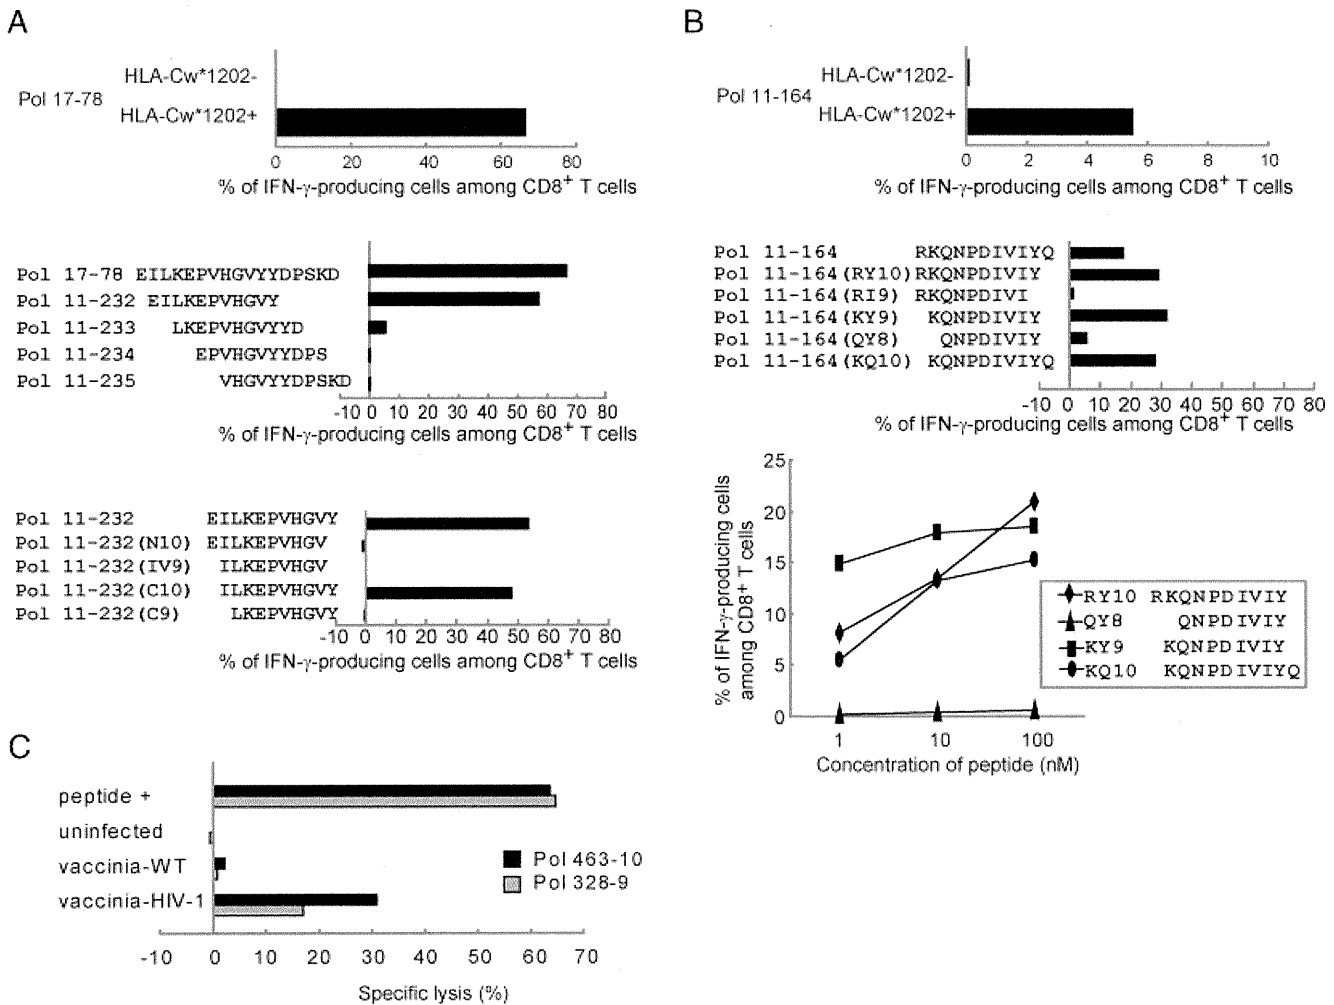 A
Pol 17-78
HLA-Cw*1202-
HLA-Cw*1202+
0 20 40 60 80
% of IFN-γ-producing cells among CD8+ T cells
Pol 17-78 EILKEPVHGVYYDPSKD
Pol 11-232 EILKEPVHGVY
Pol 11-233 LKEPVHGVYYD
Pol 11-234 EPVHGVYYDPS
Pol 11-235 VHGVYYDPSKD
-10 0 10 20 30 40 50 60 70 80
% of IFN-γ-producing cells among CD8+ T cells
Pol 11-232 EILKEPVHGVY
Pol 11-232(N10) EILKEPVHGV
Pol 11-232(IV9) ILKEPVHGV
Pol 11-232(C10) ILKEPVHGVY
Pol 11-232(C9) LKEPVHGVY
-10 0 10 20 30 40 50 60 70 80
% of IFN-γ-producing cells among CD8+ T cells
B
Pol 11-164
HLA-Cw*1202-
HLA-Cw*1202+
0 2 4 6 8 10
% of IFN-γ-producing cells among CD8+ T cells
Pol 11-164 RKQNPDIVIYQ
Pol 11-164(RY10) RKQNPDIVIY
Pol 11-164(RI9) RKQNPDIVI
Pol 11-164(KY9) KQNPDIVIY
Pol 11-164(QY8) QNPDIVIY
Pol 11-164(KQ10) KQNPDIVIYQ
-10 0 10 20 30 40 50 60 70 80
% of IFN-γ-producing cells among CD8+ T cells
% of IFN-γ-producing cells
among CD8+ T cells
25
20
15
10
5
0
1 10 100
Concentration of peptide (nM)
RY10 RKQNPDIVIY
QY8 QNPDIVIY
KY9 KQNPDIVIY
KQ10 KQNPDIVIYQ
C
peptide +
uninfected
vaccinia-WT
vaccinia-HIV-1
Pol 463-10
Pol 328-9
-10 0 10 20 30 40 50 60 70
Specific lysis (%)